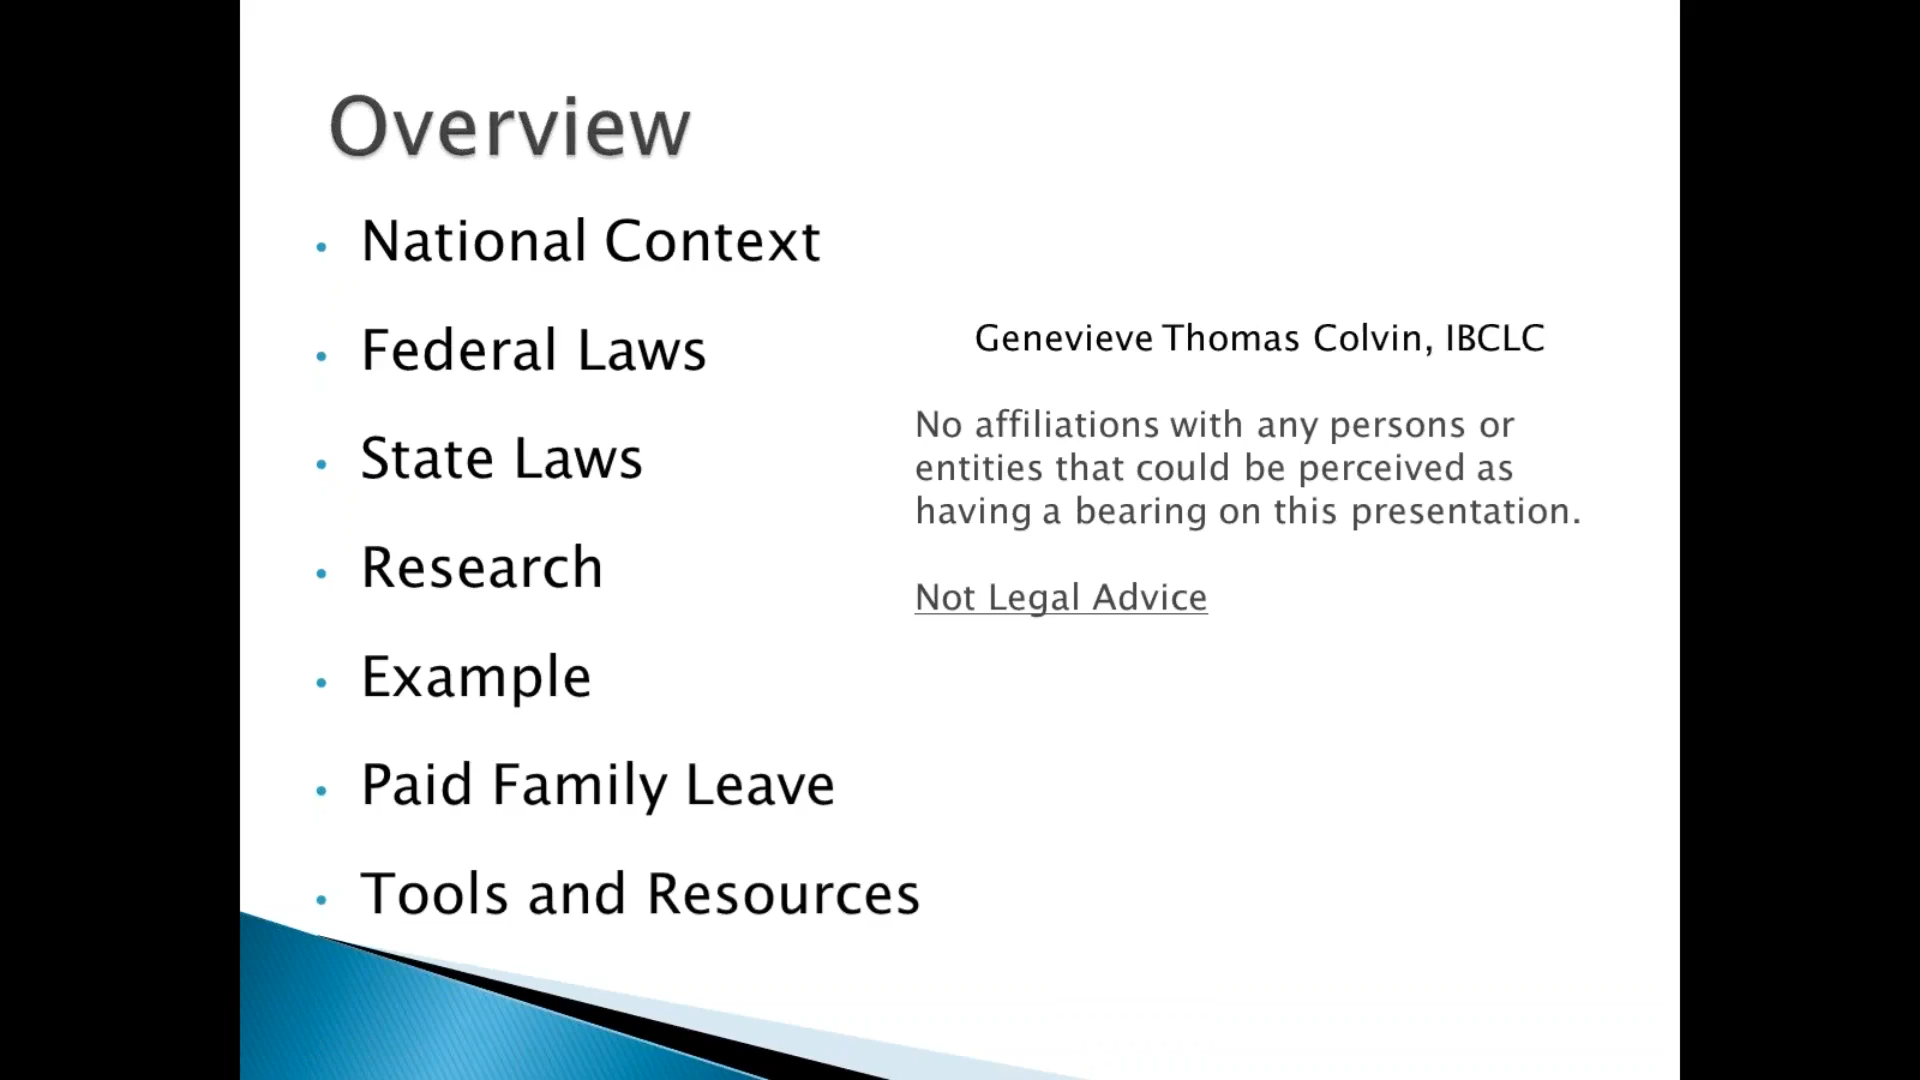 Overview
• National Context
• Federal Laws
• State Laws
• Research
• Example
• Paid Family Leave
• Tools and Resources
Genevieve Thomas Colvin, IBCLC
No affiliations with any persons or
entities that could be perceived as
having a bearing on this presentation.
Not Legal Advice